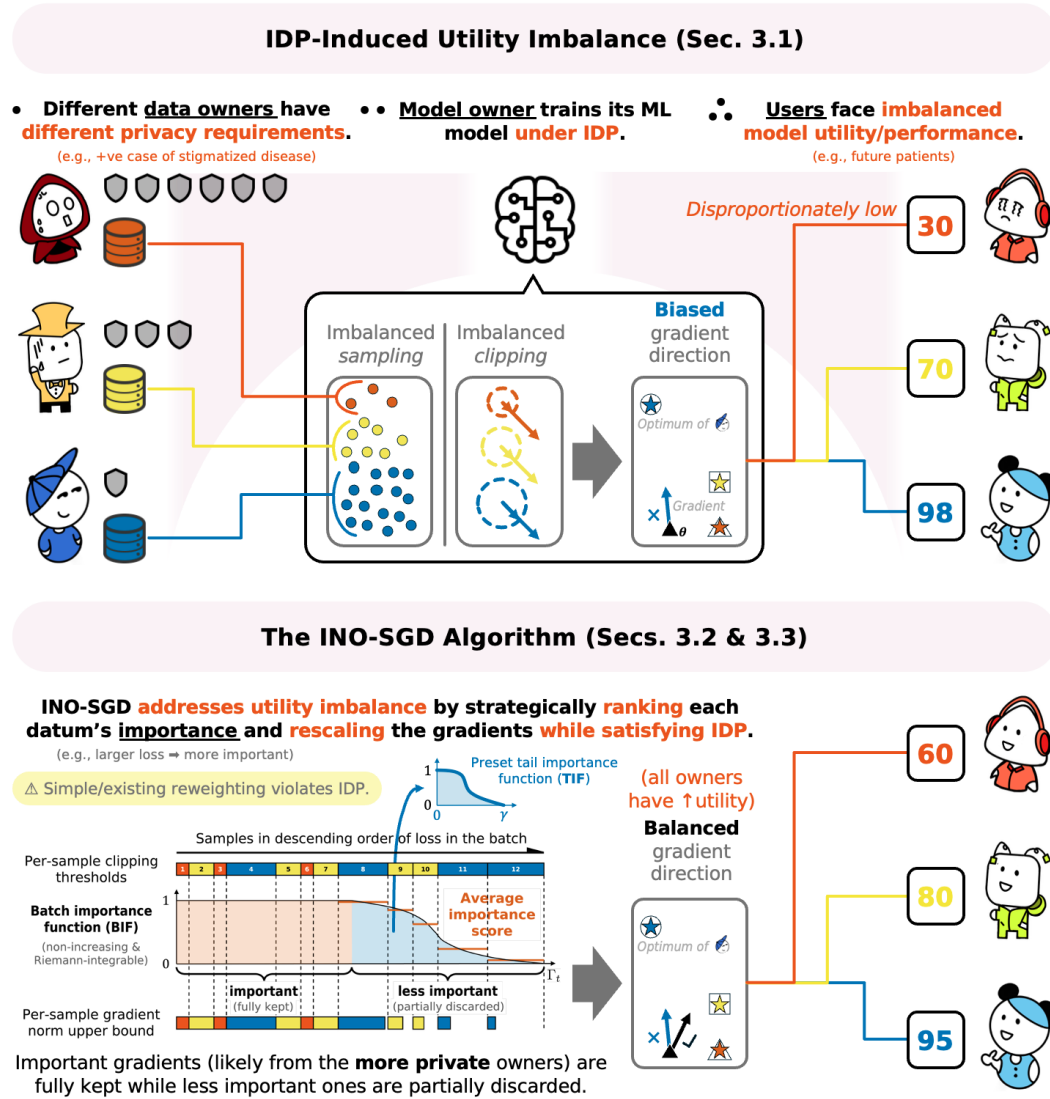 IDP-Induced Utility Imbalance (Sec. 3.1)
• Different data owners have
different privacy requirements.
(e.g., +ve case of stigmatized disease)
•• Model owner trains its ML
model under IDP.
∴ Users face imbalanced
model utility/performance.
(e.g., future patients)
Disproportionately low
30
70
98
Imbalanced
sampling
Imbalanced
clipping
Biased
gradient
direction
Optimum of
Gradient
θ
The INO-SGD Algorithm (Secs. 3.2 & 3.3)
INO-SGD addresses utility imbalance by strategically ranking each
datum’s importance and rescaling the gradients while satisfying IDP.
(e.g., larger loss ➡ more important)
⚠ Simple/existing reweighting violates IDP.
1
0
0
γ
Preset tail importance
function (TIF)
Samples in descending order of loss in the batch
Per-sample clipping
thresholds
1 2 3 4 5 6 7 8 9 10 11 12
Batch importance
function (BIF)
(non-increasing &
Riemann-integrable)
1
0
Average
importance
score
Γt
important
(fully kept)
less important
(partially discarded)
Per-sample gradient
norm upper bound
Important gradients (likely from the more private owners) are
fully kept while less important ones are partially discarded.
(all owners
have ↑utility)
Balanced
gradient
direction
Optimum of
60
80
95